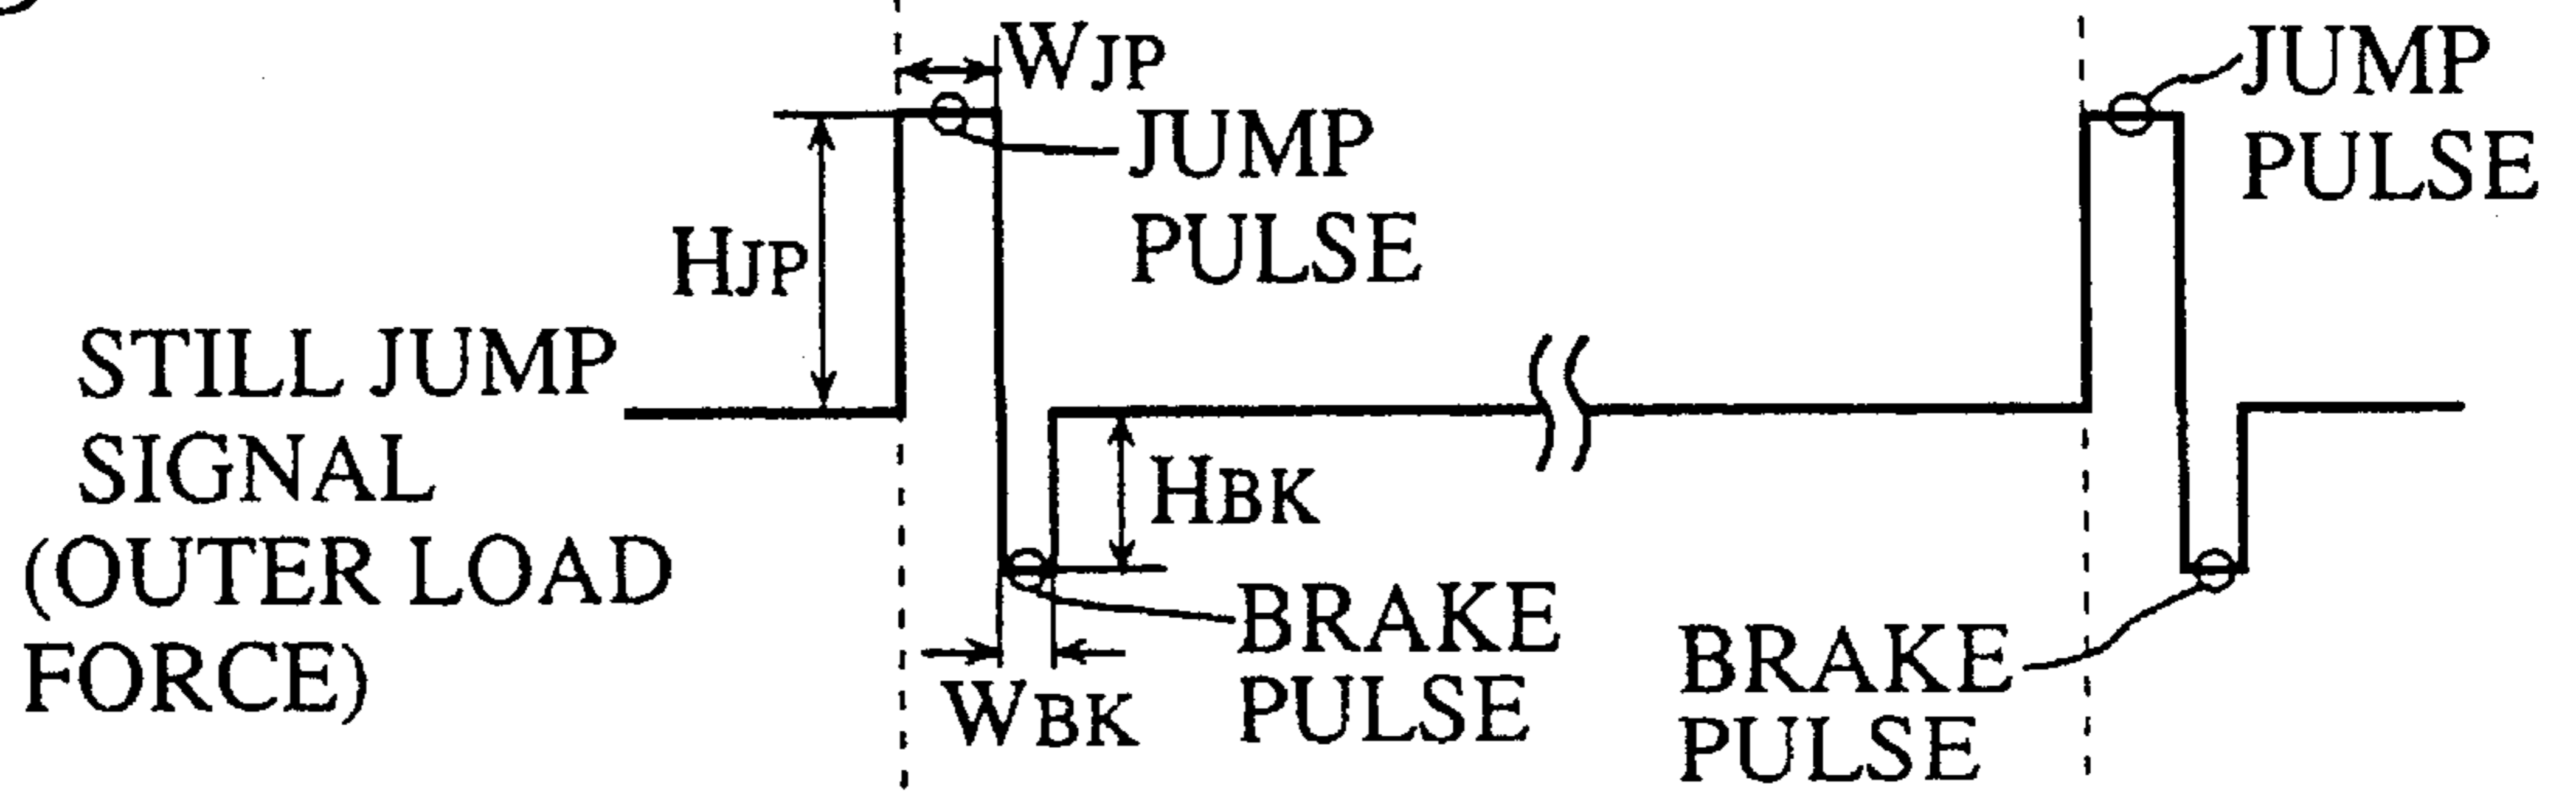 WJP
JUMP
PULSE
JUMP
PULSE
HJP
STILL JUMP
SIGNAL
(OUTER LOAD
FORCE)
HBK
BRAKE
PULSE
WBK
BRAKE
PULSE